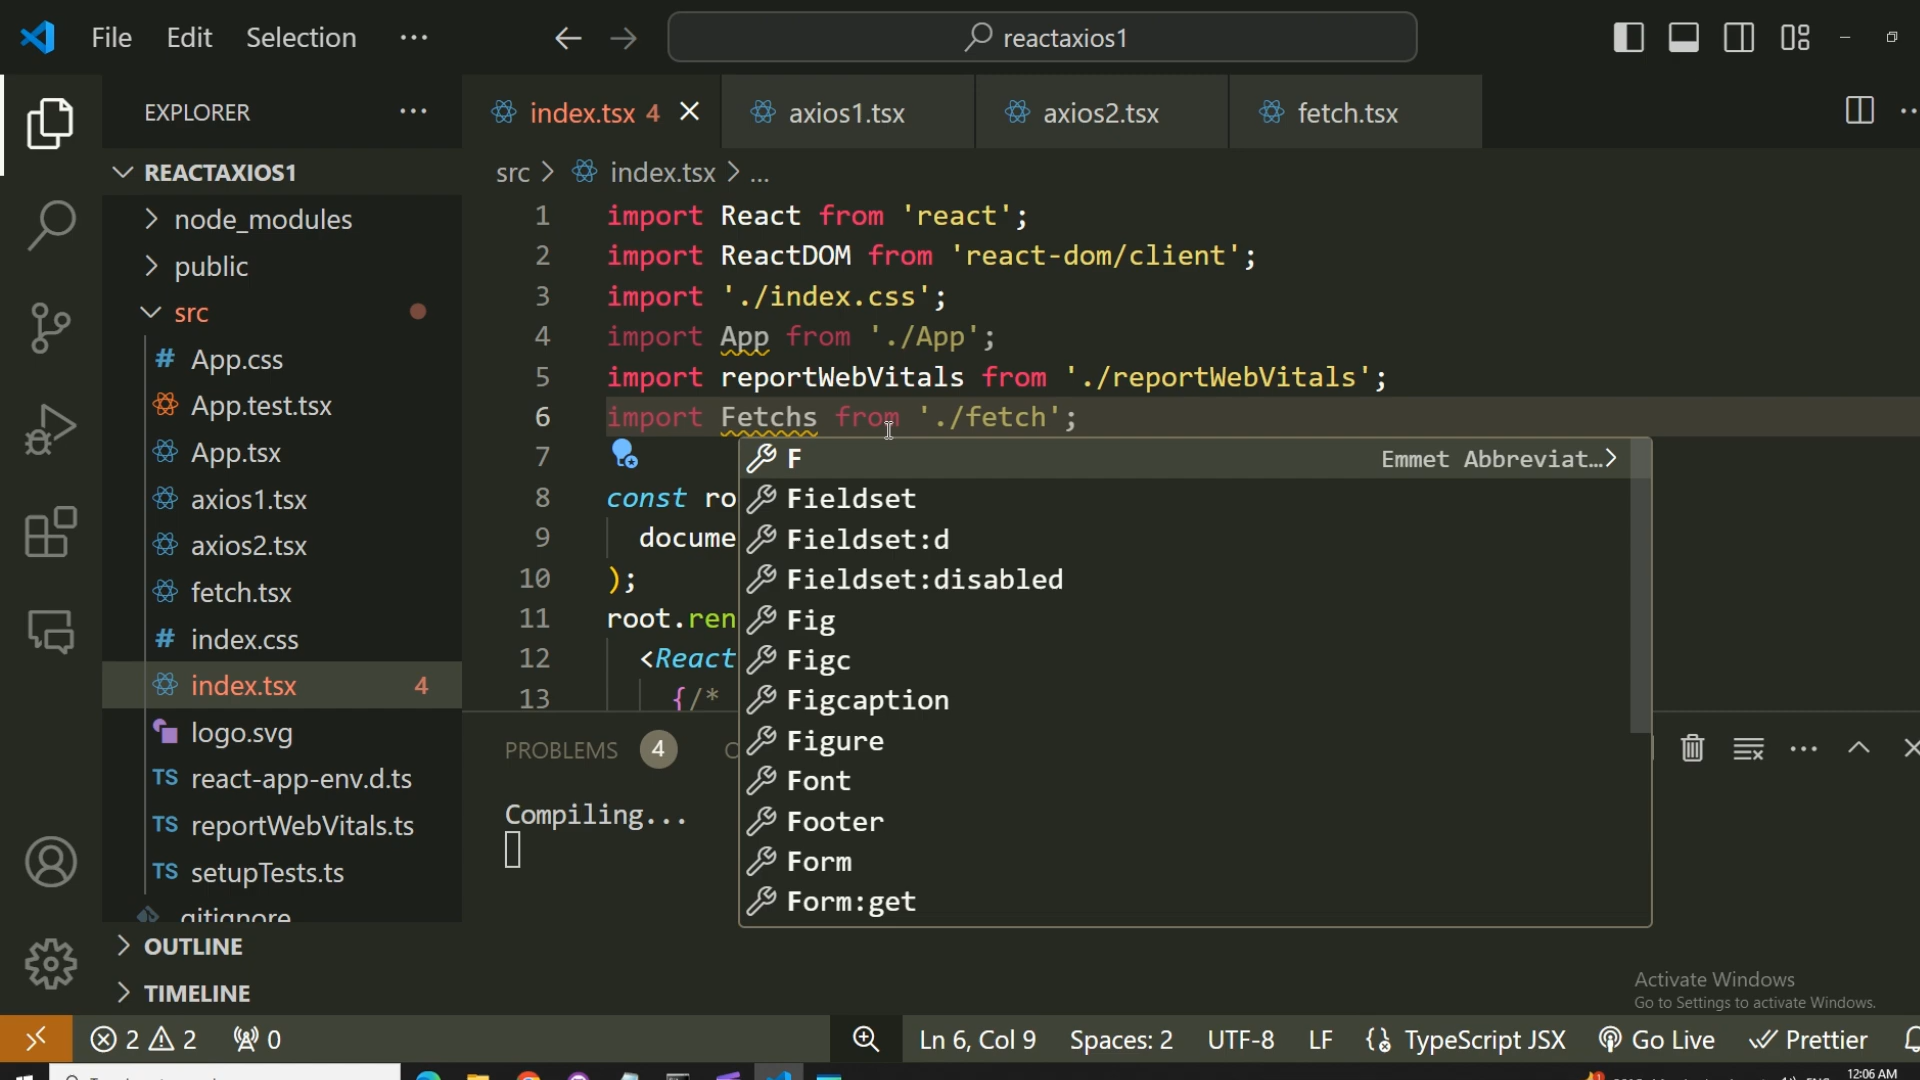 File Edit Selection ··· reactaxios1
EXPLORER ···
index.tsx 4
axios1.tsx
axios2.tsx
fetch.tsx
REACTAXIOS1
node_modules
public
src
App.css
App.test.tsx
App.tsx
axios1.tsx
axios2.tsx
fetch.tsx
index.css
index.tsx 4
logo.svg
TS react-app-env.d.ts
TS reportWebVitals.ts
TS setupTests.ts
.gitignore
OUTLINE
TIMELINE
src > index.tsx > ...
1 import React from 'react';
2 import ReactDOM from 'react-dom/client';
3 import './index.css';
4 import App from './App';
5 import reportWebVitals from './reportWebVitals';
6 import Fetchs from './fetch';
7
8 const ro
9 docume
10 );
11 root.ren
12 <React
13 {/*
F Emmet Abbreviat...
Fieldset
Fieldset:d
Fieldset:disabled
Fig
Figc
Figcaption
Figure
Font
Footer
Form
Form:get
PROBLEMS 4
Compiling...
Activate Windows
Go to Settings to activate Windows.
2 2 0
Ln 6, Col 9 Spaces: 2 UTF-8 LF TypeScript JSX Go Live Prettier
12:06 AM